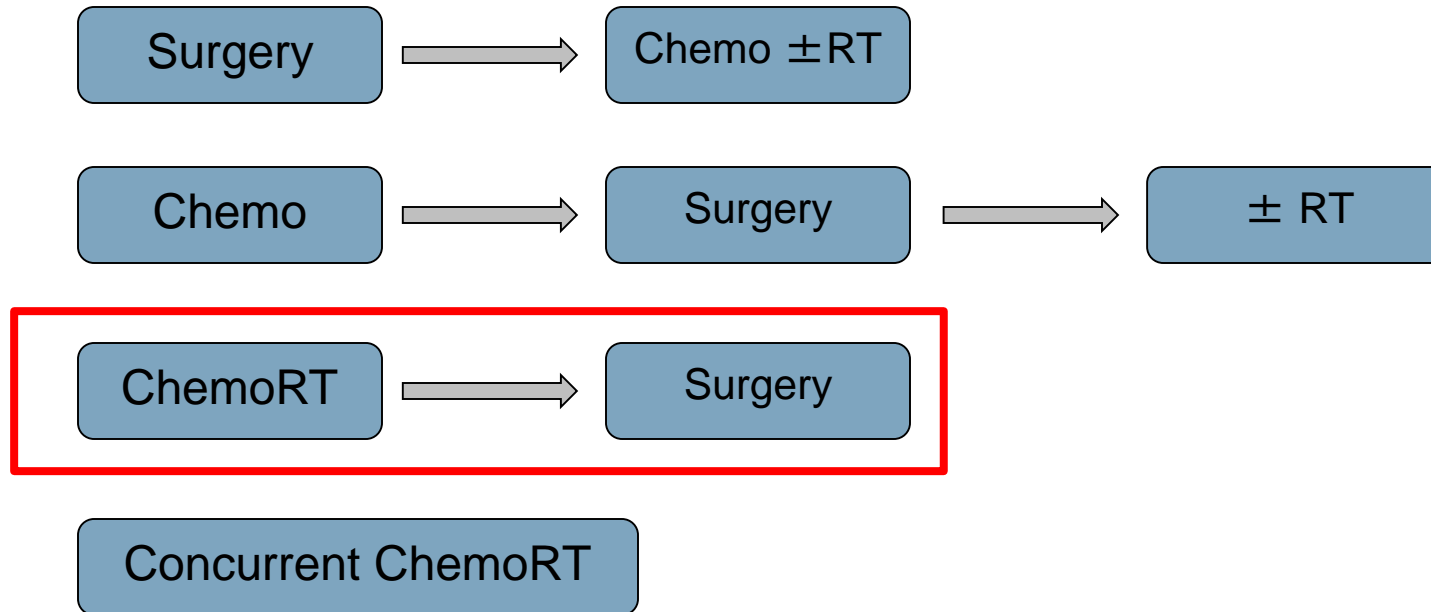 Surgery
Chemo ±RT
Chemo
Surgery
± RT
ChemoRT
Surgery
Concurrent ChemoRT